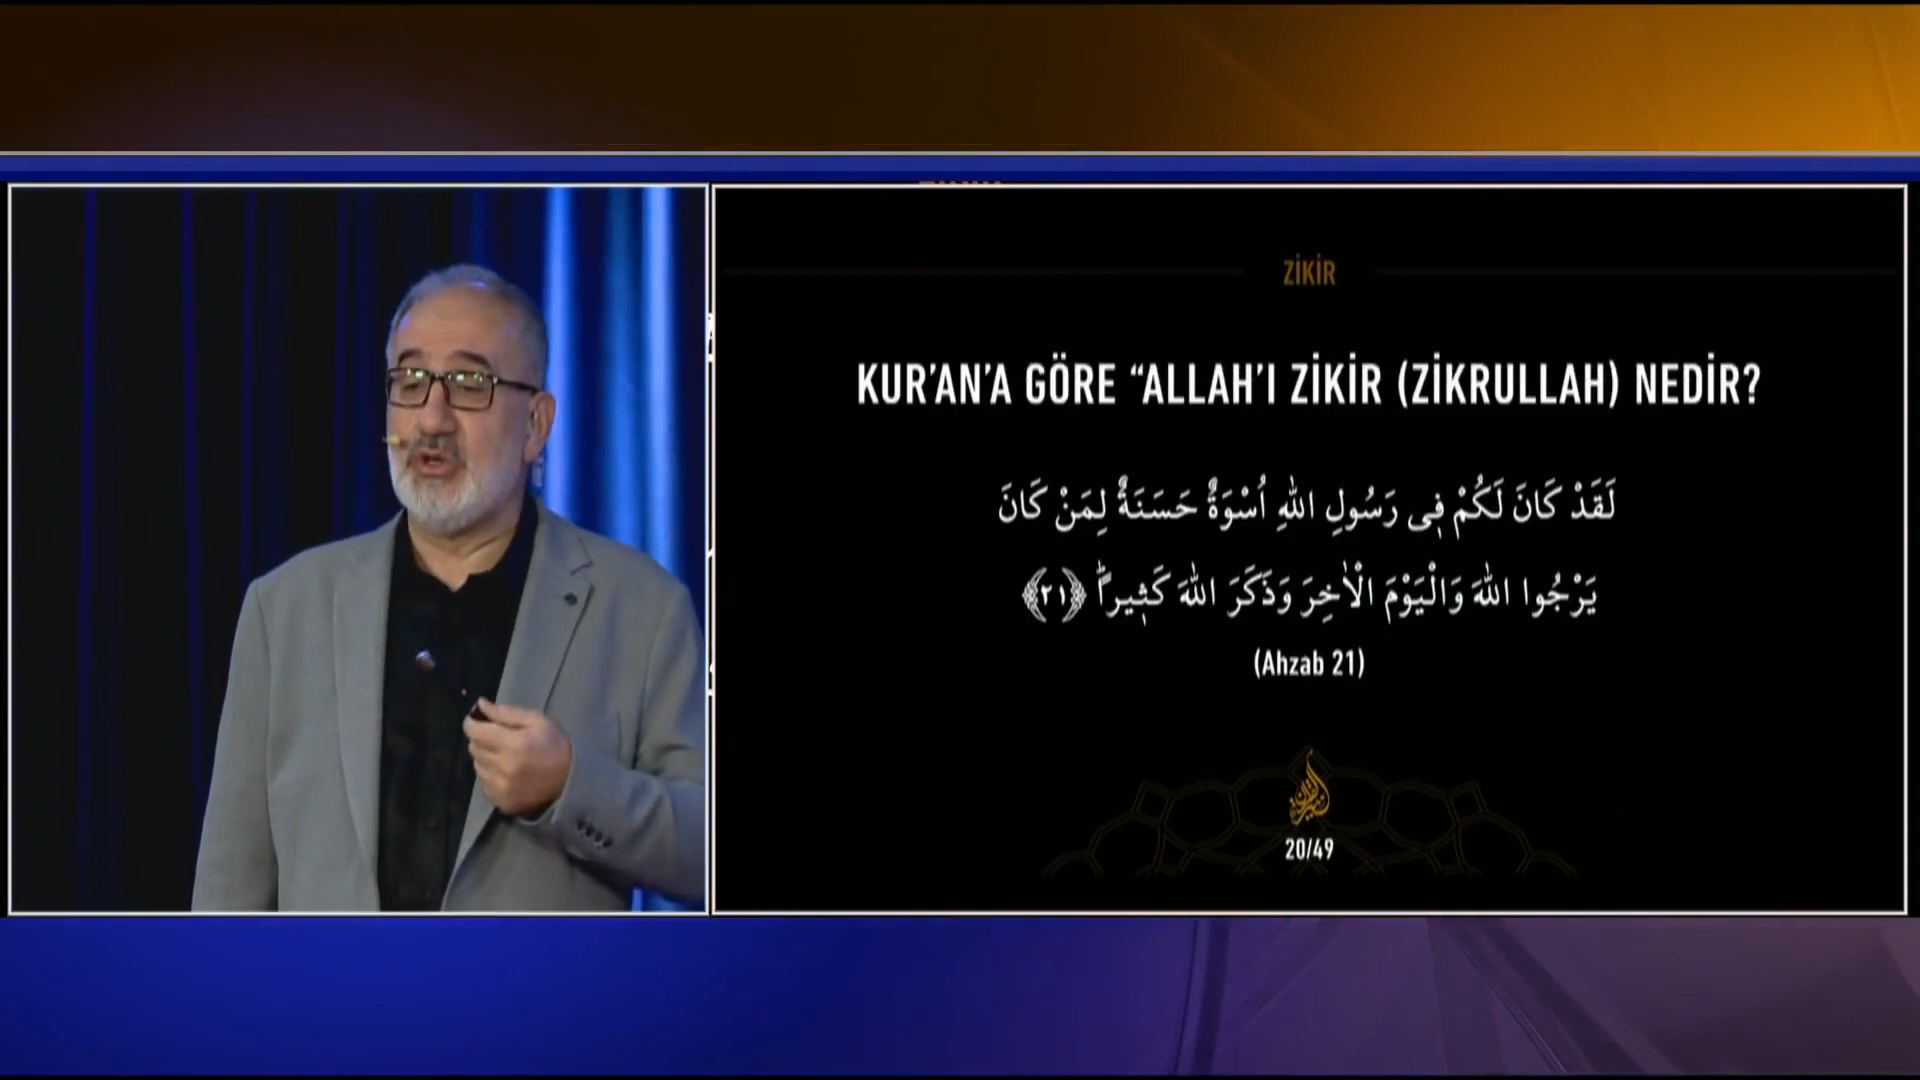 ZİKİR
KUR’AN’A GÖRE “ALLAH’I ZİKİR (ZİKRULLAH) NEDİR?
لَقَدْ كَانَ لَكُمْ فٖى رَسُولِ اللّٰهِ اُسْوَةٌ حَسَنَةٌ لِمَنْ كَانَ
يَرْجُوا اللّٰهَ وَالْيَوْمَ الْاٰخِرَ وَذَكَرَ اللّٰهَ كَثٖيراًؕ ﴿٢١﴾
(Ahzab 21)
20/49